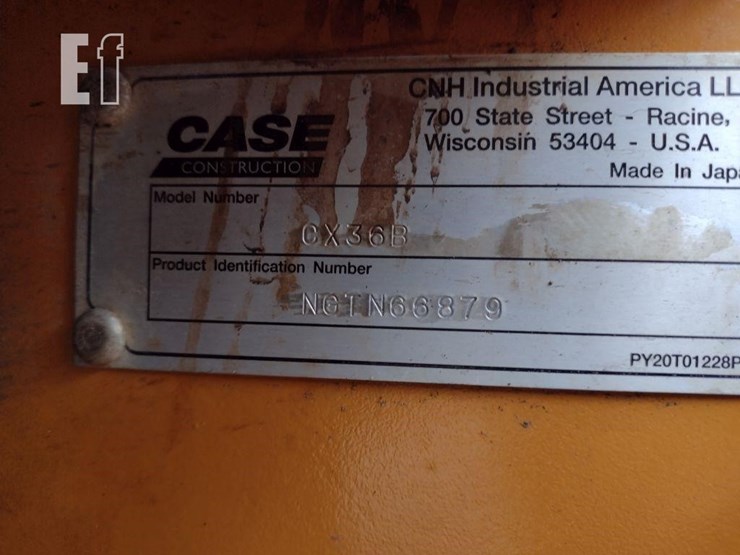 Ef
CNH Industrial America LL
700 State Street - Racine,
Wisconsin 53404 - U.S.A.
Made In Japa
CASE
CONSTRUCTION
Model Number
CX36B
Product Identification Number
NGTN66879
PY20T01228P